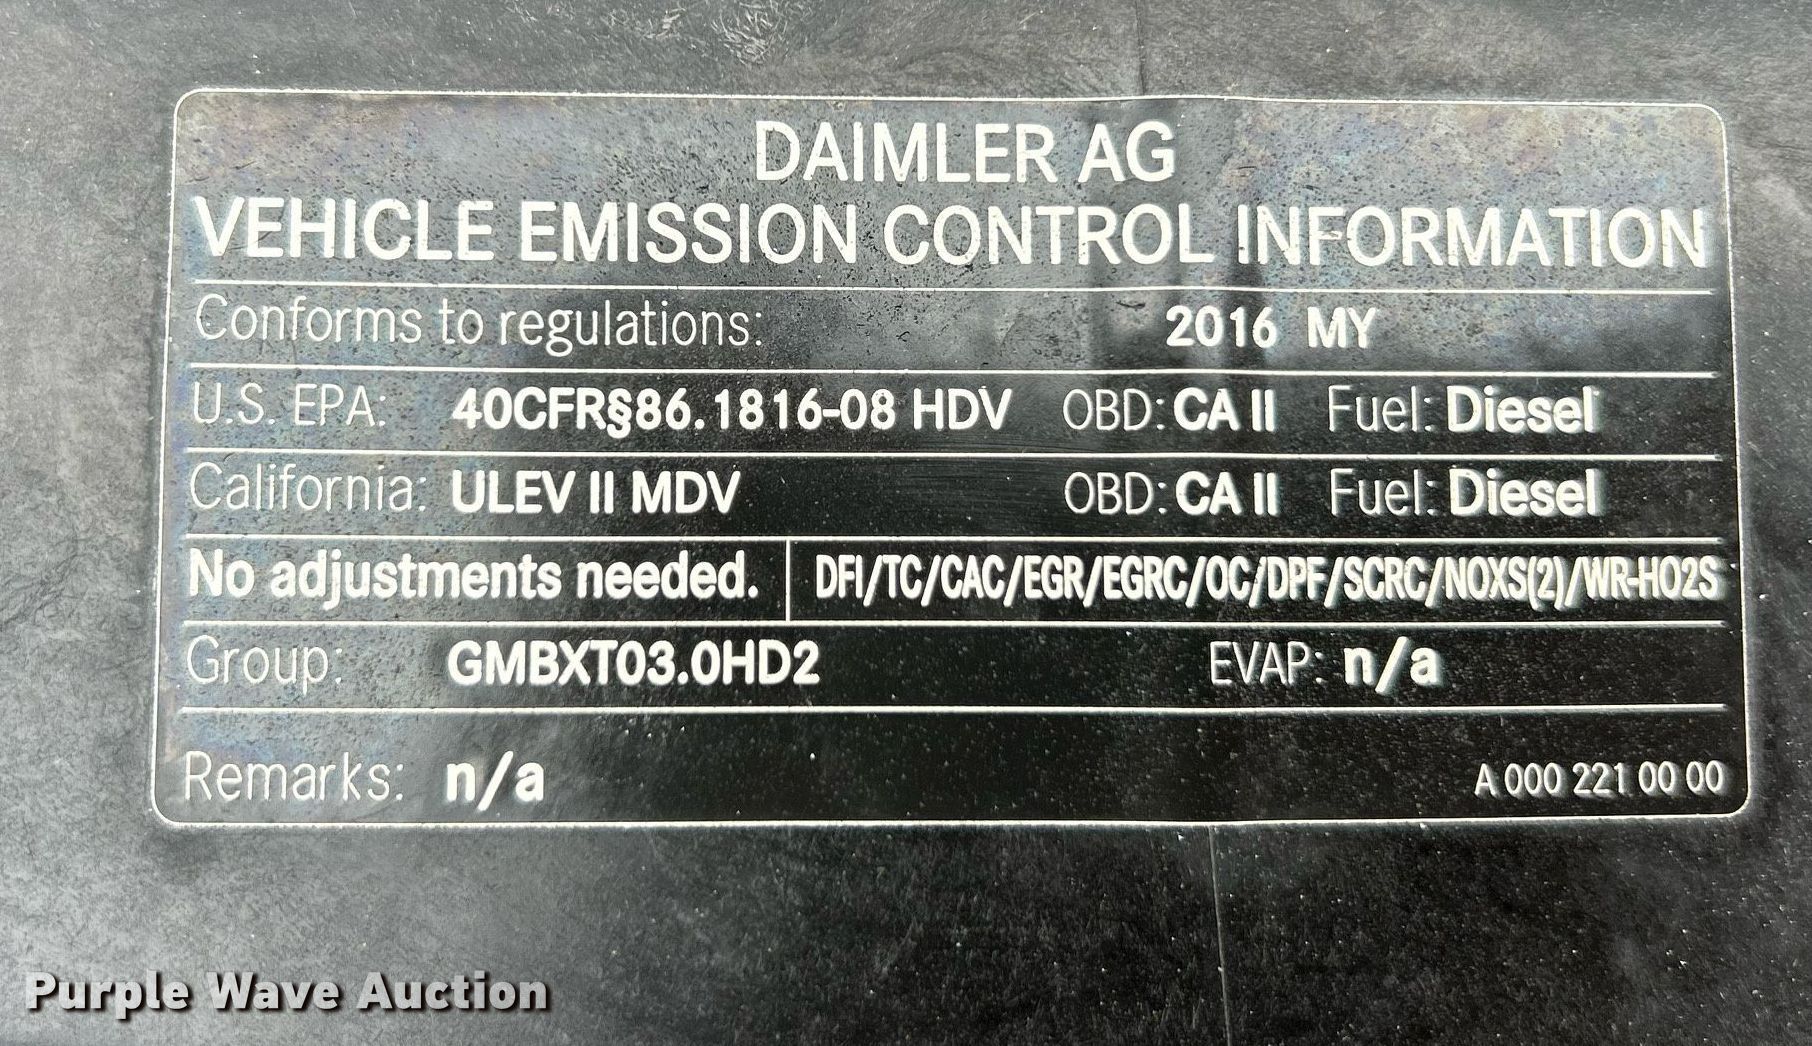 DAIMLER AG
VEHICLE EMISSION CONTROL INFORMATION
Conforms to regulations: 2016 MY
U.S. EPA: 40CFR§86.1816-08 HDV OBD: CA II Fuel: Diesel
California: ULEV II MDV OBD: CA II Fuel: Diesel
No adjustments needed. DFI/TC/CAC/EGR/EGRC/OC/DPF/SCRC/NOXS(2)/WR-HO2S
Group: GMBXT03.0HD2 EVAP: n/a
Remarks: n/a A 000 221 00 00
Purple Wave Auction